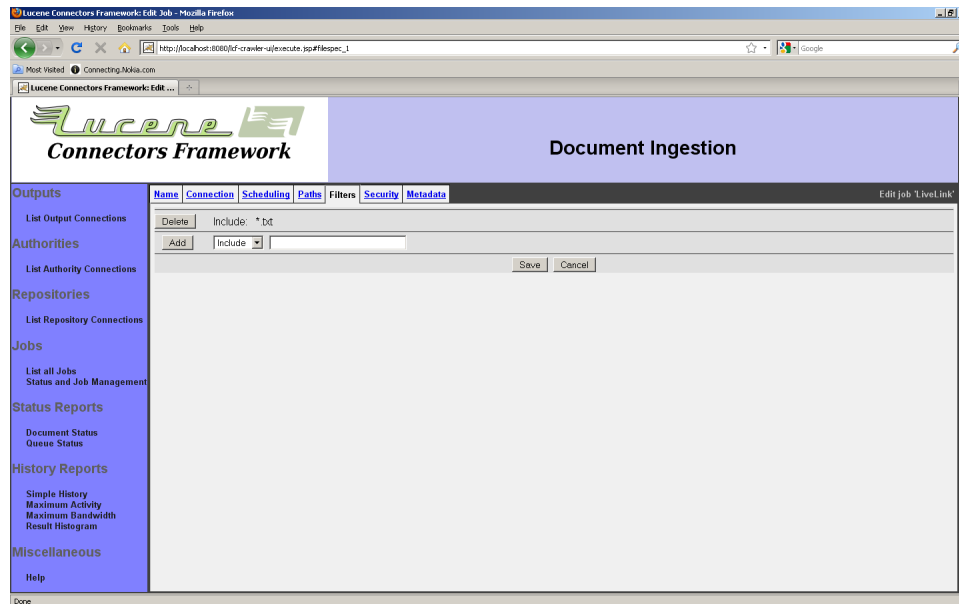 Lucene Connectors Framework: Edit Job - Mozilla Firefox
File Edit View History Bookmarks Tools Help
http://localhost:8080/lcf-crawler-ui/execute.jsp#filespec_1
Google
Most Visited Connecting.Nokia.com
Lucene Connectors Framework: Edit ...
Lucene
Connectors Framework
Document Ingestion
Outputs
List Output Connections
Authorities
List Authority Connections
Repositories
List Repository Connections
Jobs
List all Jobs
Status and Job Management
Status Reports
Document Status
Queue Status
History Reports
Simple History
Maximum Activity
Maximum Bandwidth
Result Histogram
Miscellaneous
Help
Name Connection Scheduling Paths Filters Security Metadata
Edit job 'LiveLink'
Delete Include: *.txt
Add Include
Save Cancel
Done